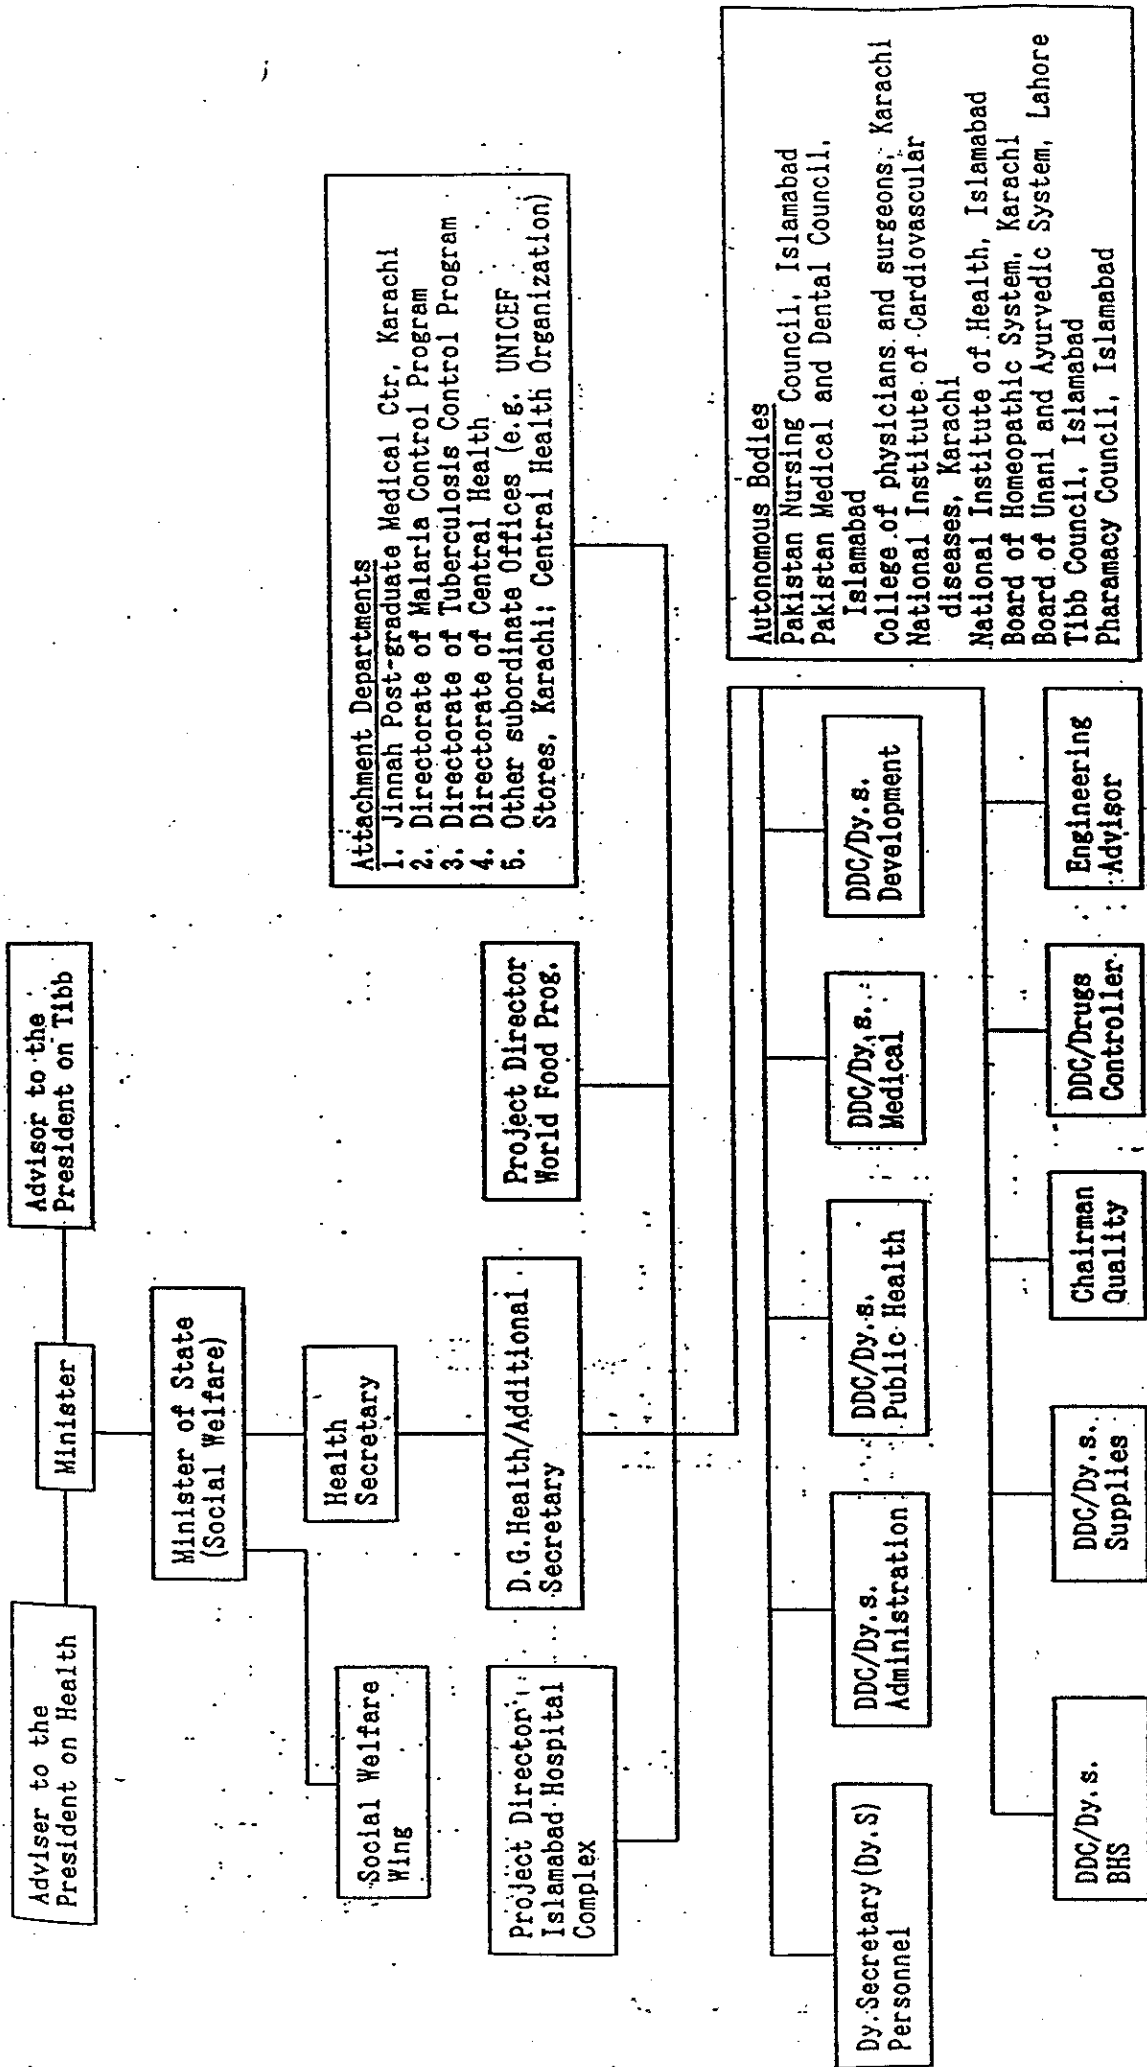 Adviser to the
President on Health
Minister
Advisor to the
President on Tibb
Minister of State
(Social Welfare)
Social Welfare
Wing
Health
Secretary
Attachment Departments
1. Jinnah Post-graduate Medical Ctr, Karachi
2. Directorate of Malaria Control Program
3. Directorate of Tuberculosis Control Program
4. Directorate of Central Health
5. Other subordinate Offices (e.g. UNICEF
Stores, Karachi; Central Health Organization)
Project Director
Islamabad Hospital
Complex
D.G.Health/Additional
Secretary
Project Director
World Food Prog.
Dy.Secretary(Dy.S)
Personnel
DDC/Dy.s.
Administration
DDC/Dy.s.
Public Health
DDC/Dy.s.
Medical
DDC/Dy.s.
Development
DDC/Dy.s.
BHS
DDC/Dy.s.
Supplies
Chairman
Quality
DDC/Drugs
Controller
Engineering
Advisor
Autonomous Bodies
Pakistan Nursing Council, Islamabad
Pakistan Medical and Dental Council,
Islamabad
College of physicians and surgeons, Karachi
National Institute of Cardiovascular
diseases, Karachi
National Institute of Health, Islamabad
Board of Homeopathic System, Karachi
Board of Unani and Ayurvedic System, Lahore
Tibb Council, Islamabad
Pharamacy Council, Islamabad